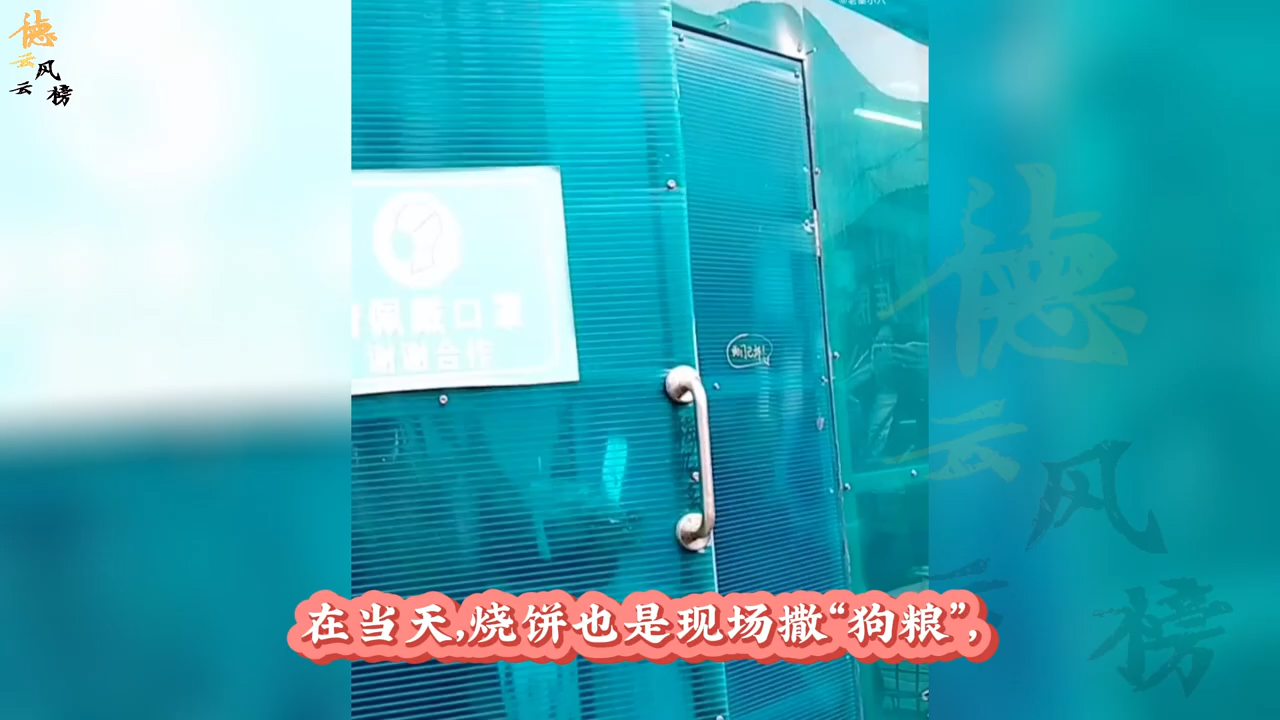 德云风云榜
佩戴口罩
谢谢合作
在当天,烧饼也是现场撒“狗粮”,
德云风云榜